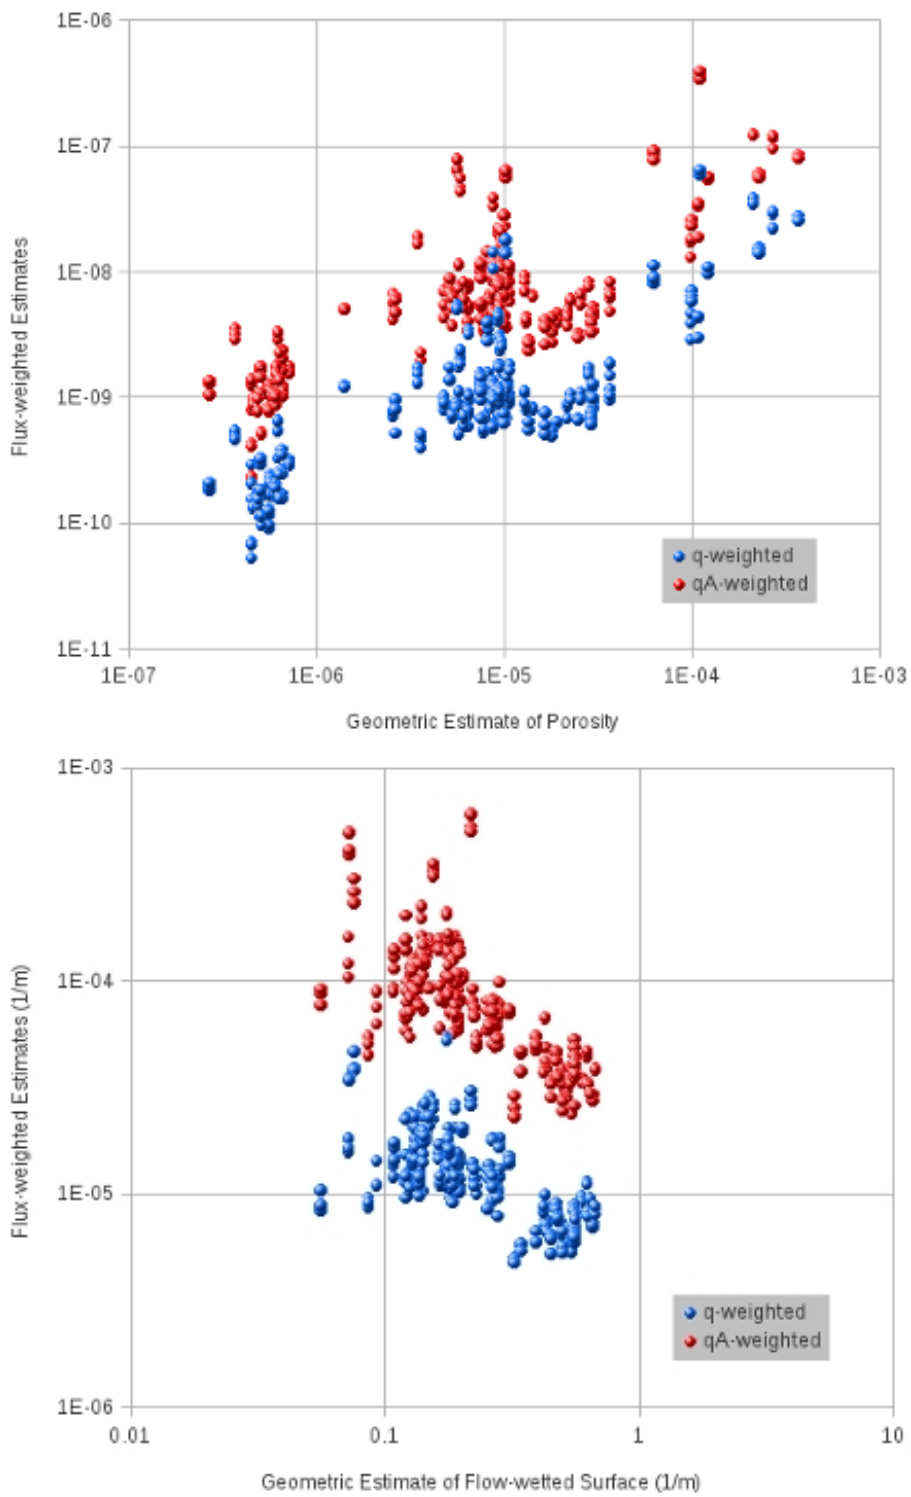 1E-06
1E-07
1E-08
1E-09
1E-10
1E-11
Flux-weighted Estimates
q-weighted
qA-weighted
1E-07 1E-06 1E-05 1E-04 1E-03
Geometric Estimate of Porosity
1E-03
1E-04
1E-05
1E-06
Flux-weighted Estimates (1/m)
q-weighted
qA-weighted
0.01 0.1 1 10
Geometric Estimate of Flow-wetted Surface (1/m)